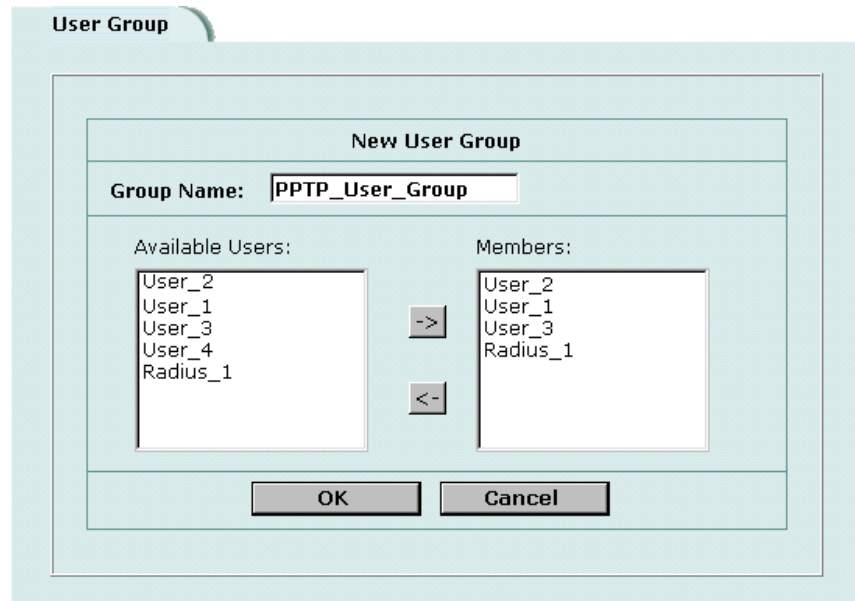 User Group
New User Group
Group Name: PPTP_User_Group
Available Users:
User_2
User_1
User_3
User_4
Radius_1
->
<-
Members:
User_2
User_1
User_3
Radius_1
OK
Cancel